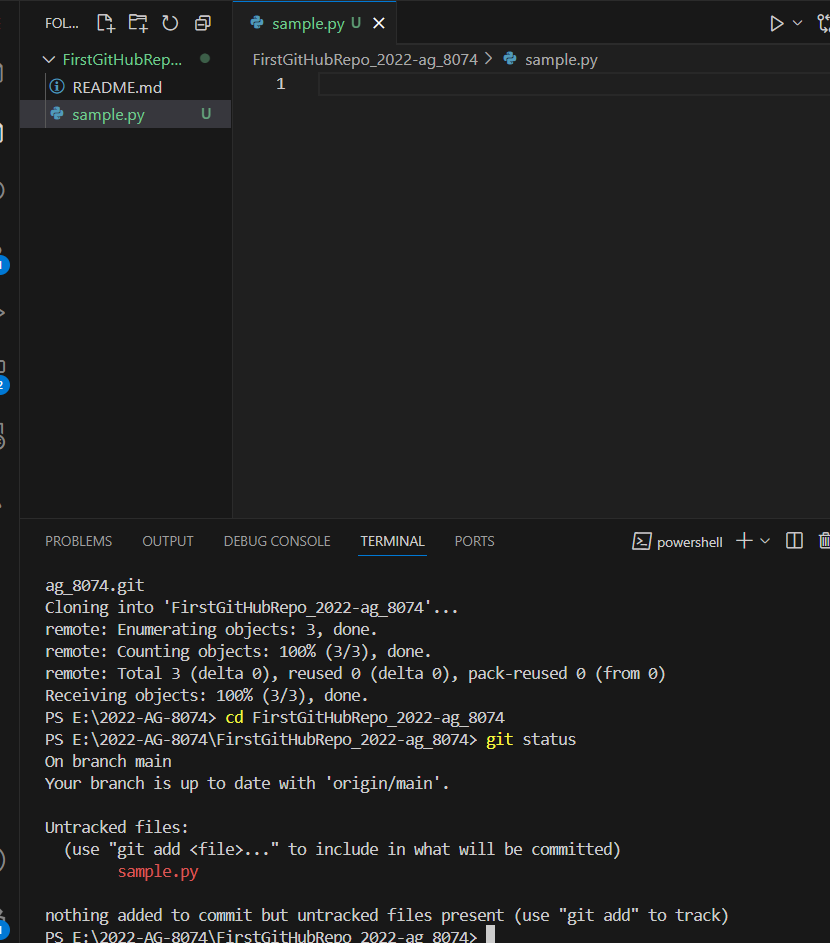 FOL...
sample.py U
FirstGitHubRep...
README.md
sample.py U
FirstGitHubRepo_2022-ag_8074 > sample.py
1
PROBLEMS OUTPUT DEBUG CONSOLE TERMINAL PORTS
powershell
ag_8074.git
Cloning into 'FirstGitHubRepo_2022-ag_8074'...
remote: Enumerating objects: 3, done.
remote: Counting objects: 100% (3/3), done.
remote: Total 3 (delta 0), reused 0 (delta 0), pack-reused 0 (from 0)
Receiving objects: 100% (3/3), done.
PS E:\2022-AG-8074> cd FirstGitHubRepo_2022-ag_8074
PS E:\2022-AG-8074\FirstGitHubRepo_2022-ag_8074> git status
On branch main
Your branch is up to date with 'origin/main'.
Untracked files:
(use "git add <file>..." to include in what will be committed)
sample.py
nothing added to commit but untracked files present (use "git add" to track)
PS E:\2022-AG-8074\FirstGitHubRepo_2022-ag_8074>
2